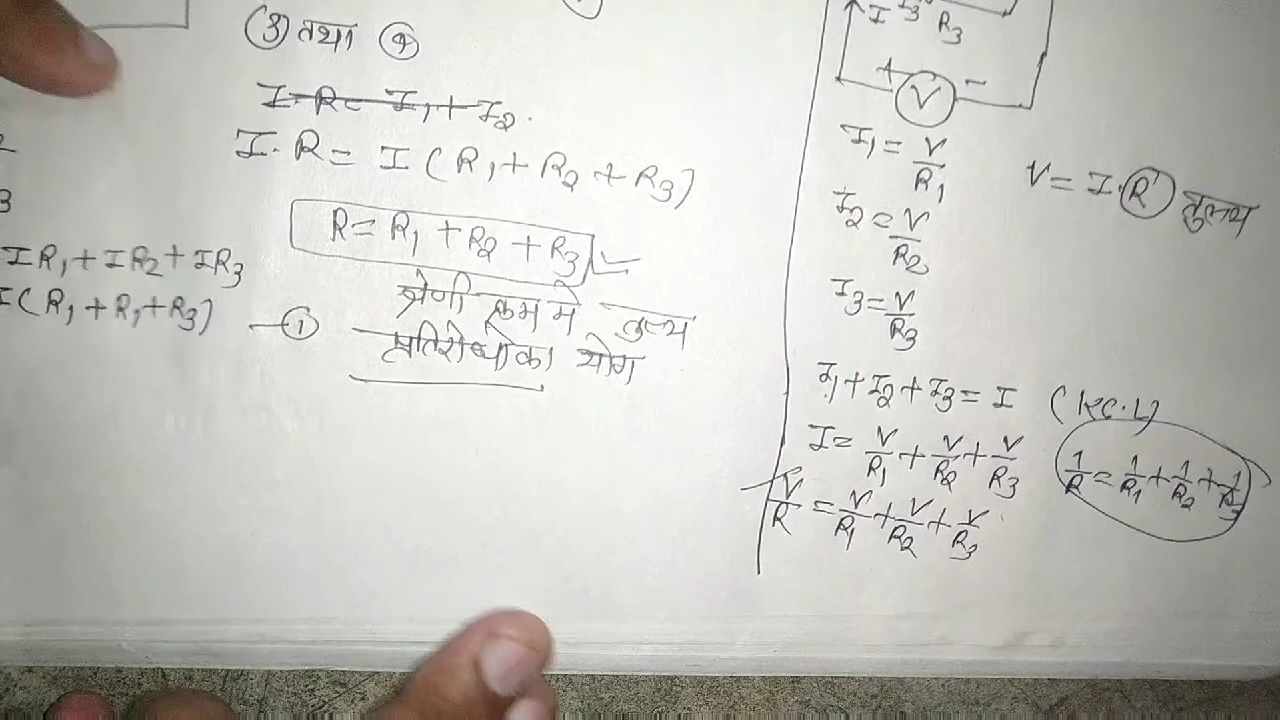 ③ तथा ④
I·R = I₁ + I₂
I·R = I (R₁ + R₂ + R₃)
R = R₁ + R₂ + R₃
IR₁ + IR₂ + IR₃
I (R₁ + R₁ + R₃) —①
श्रेणी क्रम मे तुल्य
प्रतिरोधो का योग
I I₃ R₃
+ V −
I₁ = V/R₁
V = I·R' तुल्य
I₂ = V/R₂
I₃ = V/R₃
I₁ + I₂ + I₃ = I (KC.L)
I = V/R₁ + V/R₂ + V/R₃
1/R = 1/R₁ + 1/R₂ + 1/R₃
V/R = V/R₁ + V/R₂ + V/R₃